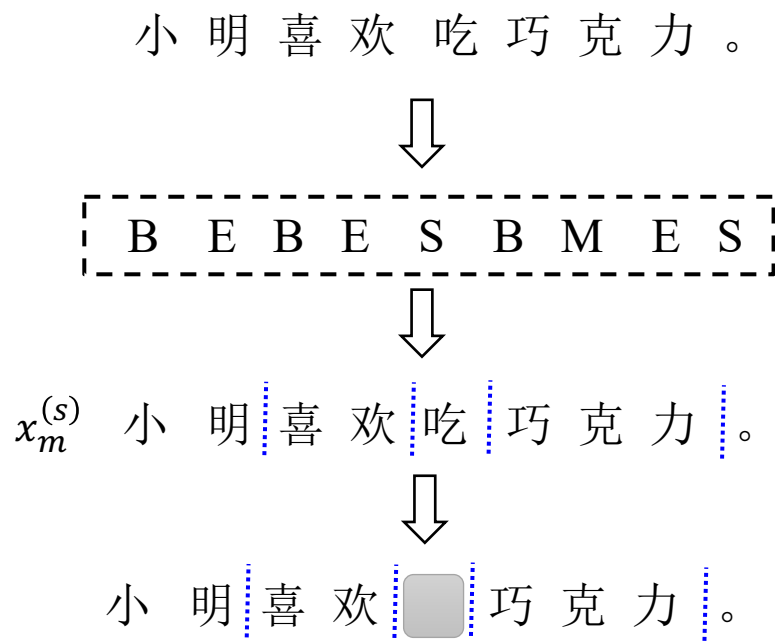 小明喜欢吃巧克力。
B E B E S B M E S
x_m^{(s)} 小明 喜欢 吃 巧克力 。
小明 喜欢 巧克力 。